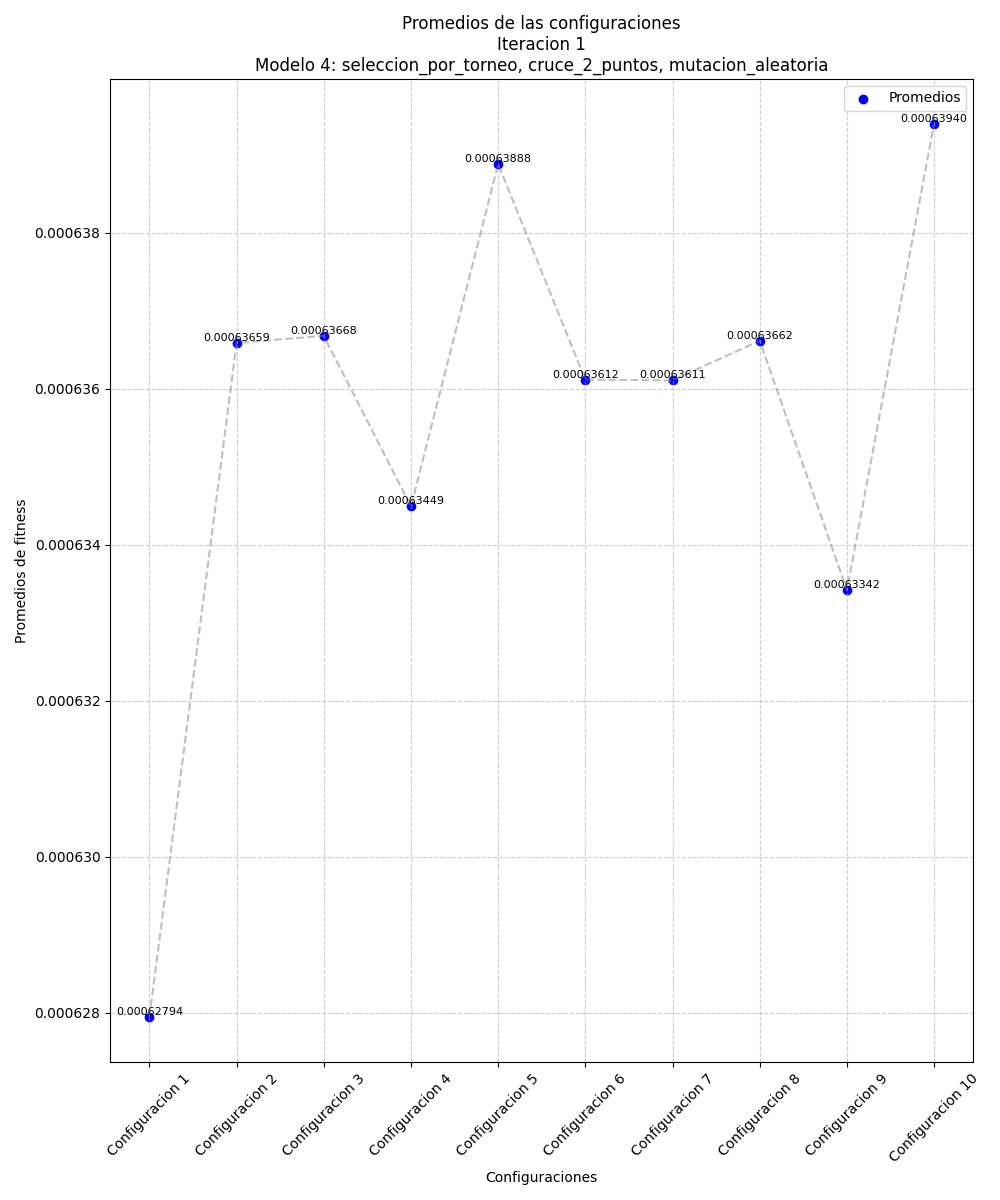 Promedios de las configuraciones
Iteracion 1
Modelo 4: seleccion_por_torneo, cruce_2_puntos, mutacion_aleatoria
Promedios
0.00063940
0.00063888
0.000638
0.00063668
0.00063659
0.00063662
0.000636
0.00063612
0.00063611
0.00063449
0.000634
0.00063342
0.000632
0.000630
0.000628
0.00062794
Promedios de fitness
Configuracion 1
Configuracion 2
Configuracion 3
Configuracion 4
Configuracion 5
Configuracion 6
Configuracion 7
Configuracion 8
Configuracion 9
Configuracion 10
Configuraciones